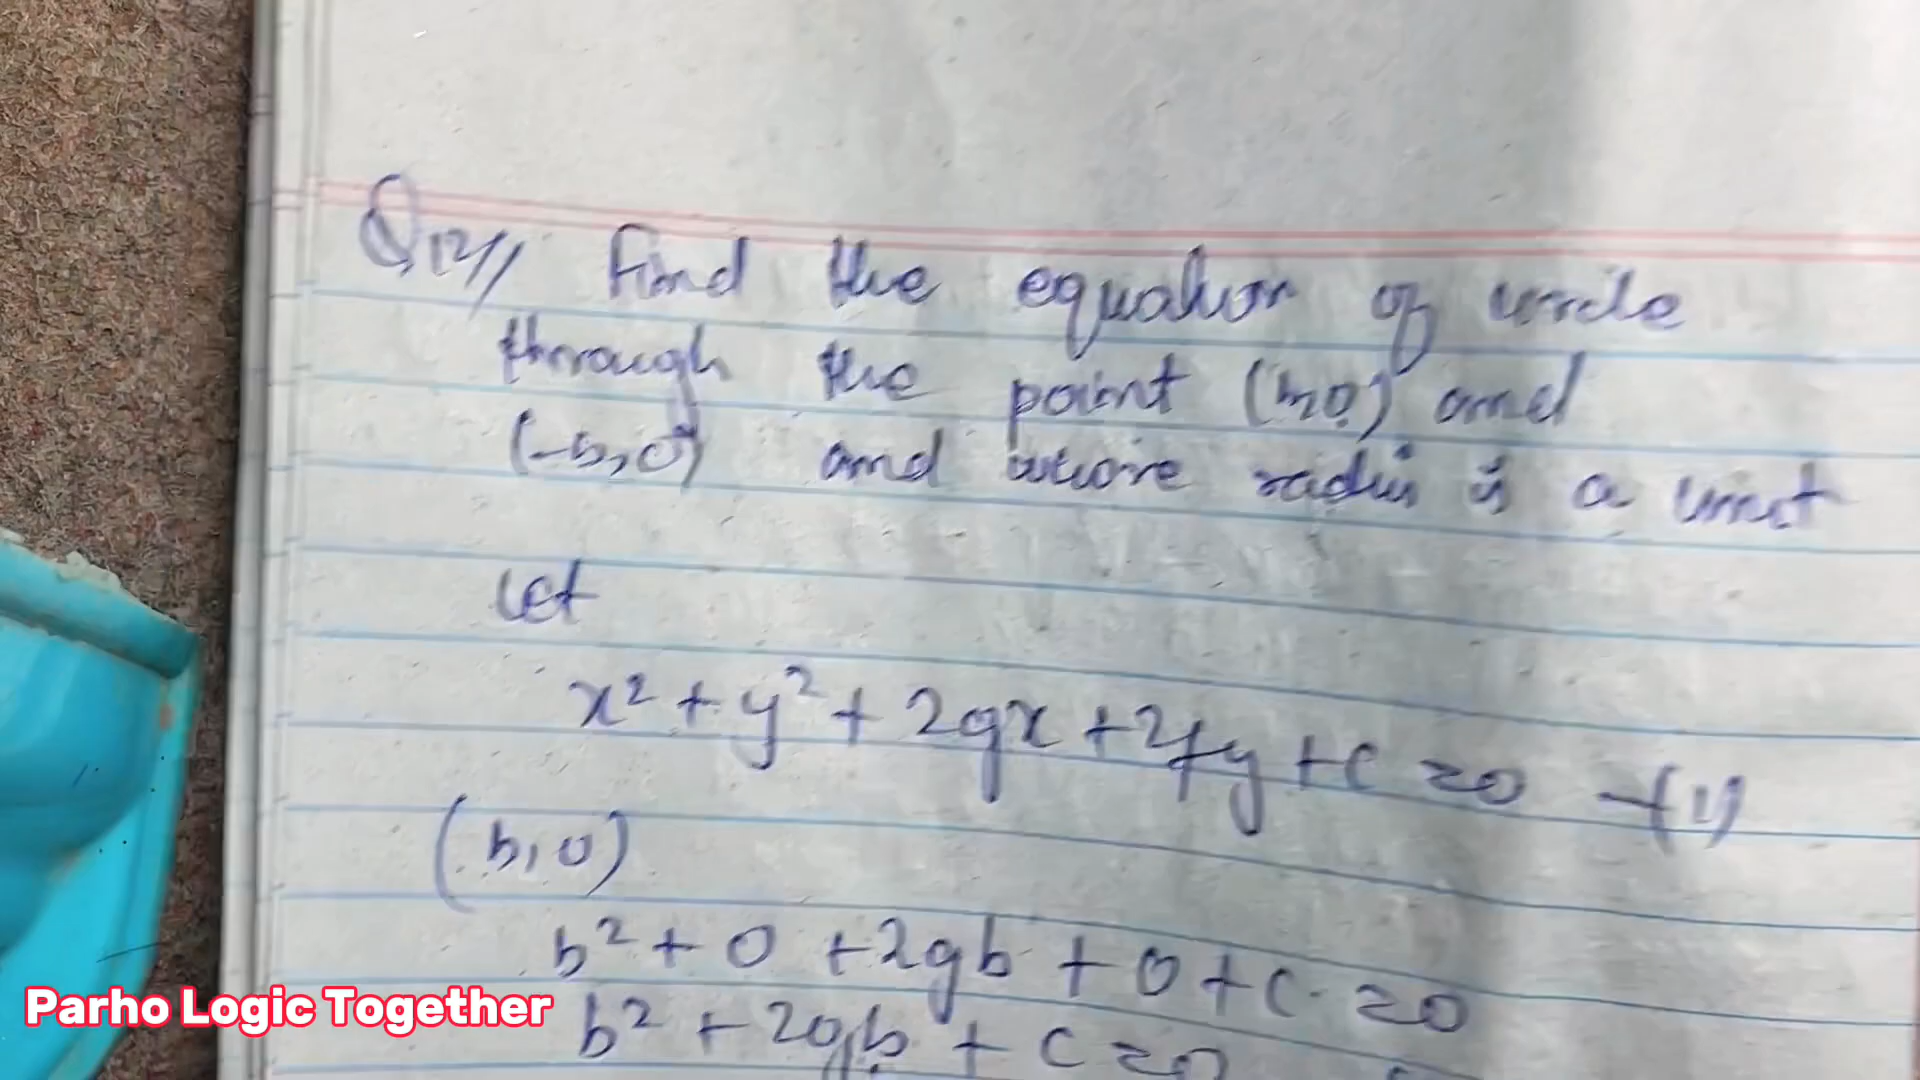 Q12// Find the equation of circle
through the point (b,0) and
(-b,0) and whose radius is a unit
Let
x² + y² + 2gx + 2fy + c = 0 -(1)
(b,0)
b² + 0 + 2gb + 0 + c = 0
b² + 2gb + c = 0
Parho Logic Together